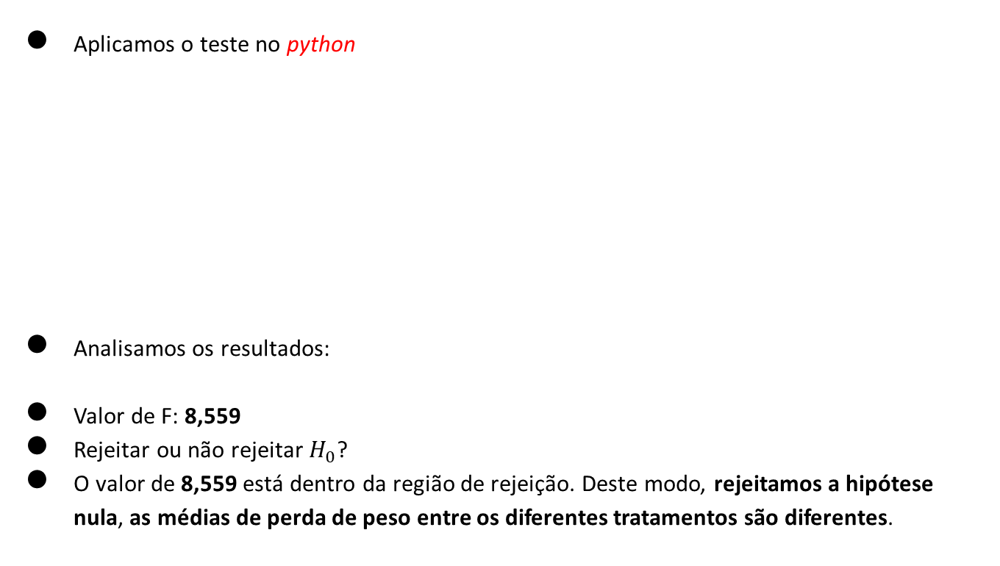 ● Aplicamos o teste no python
● Analisamos os resultados:
● Valor de F: 8,559
● Rejeitar ou não rejeitar H₀?
● O valor de 8,559 está dentro da região de rejeição. Deste modo, rejeitamos a hipótese
nula, as médias de perda de peso entre os diferentes tratamentos são diferentes.